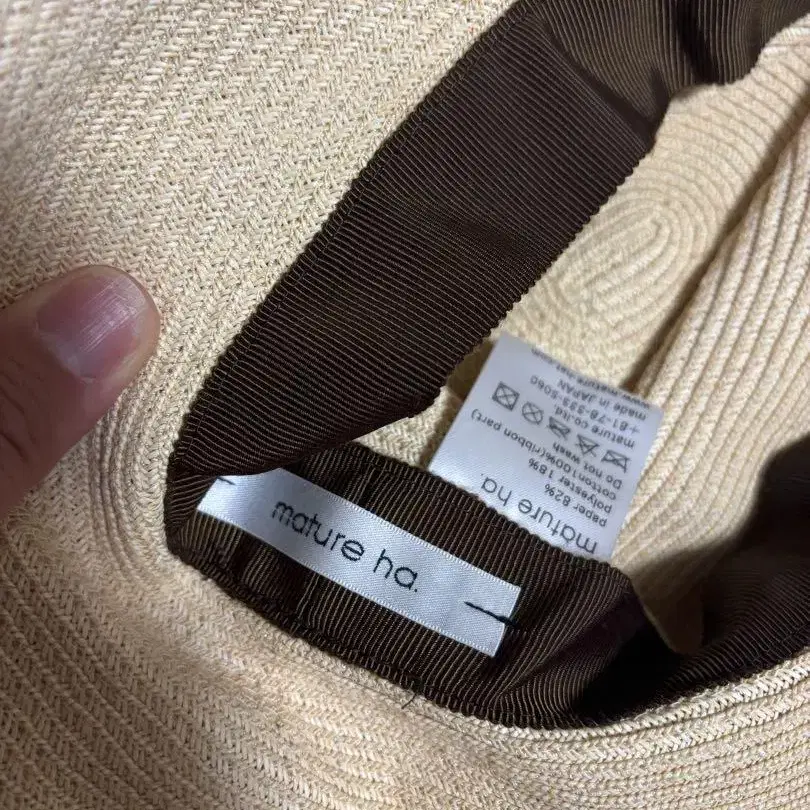 mature ha.
mature ha.
paper 82%
polyester 18%
cotton100%(ribbon part)
Do not wash
mature co.ltd.
+81-78-333-5060
made in JAPAN